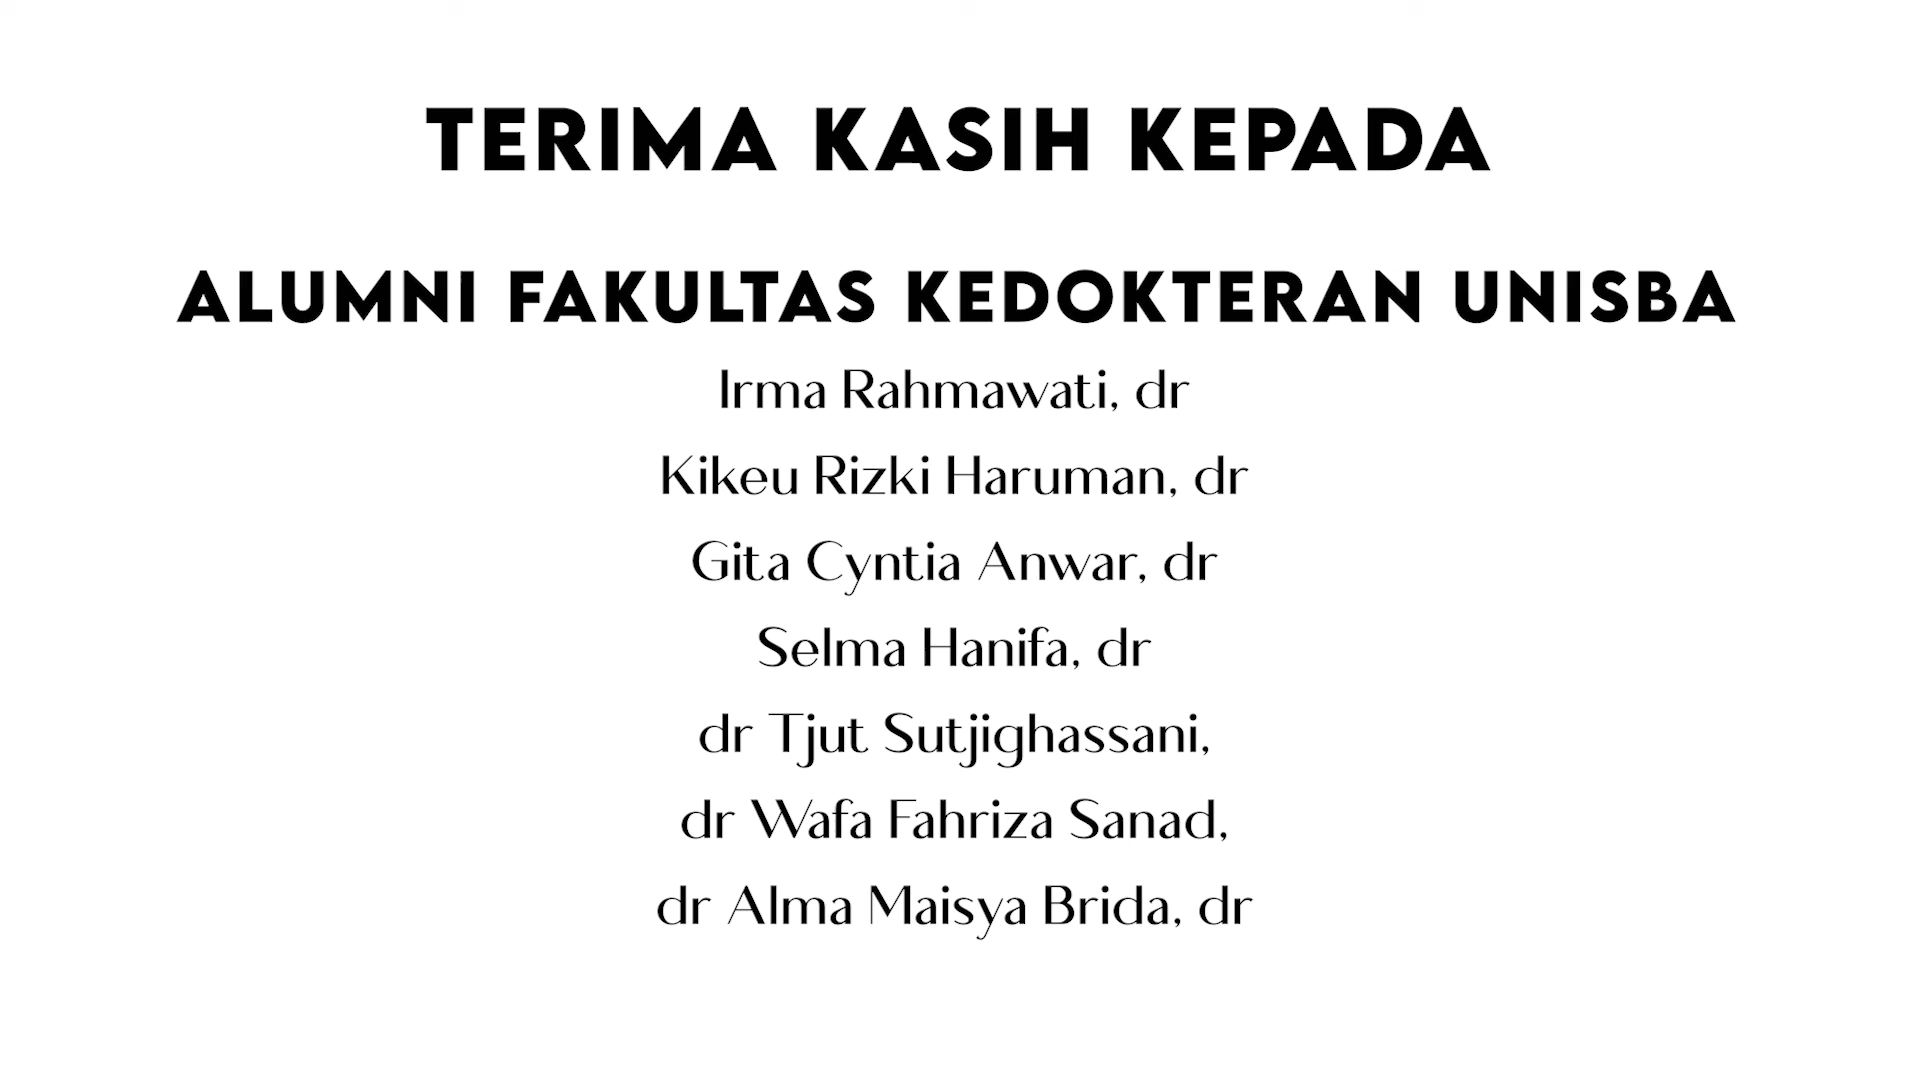 TERIMA KASIH KEPADA
ALUMNI FAKULTAS KEDOKTERAN UNISBA
Irma Rahmawati, dr
Kikeu Rizki Haruman, dr
Gita Cyntia Anwar, dr
Selma Hanifa, dr
dr Tjut Sutjighassani,
dr Wafa Fahriza Sanad,
dr Alma Maisya Brida, dr